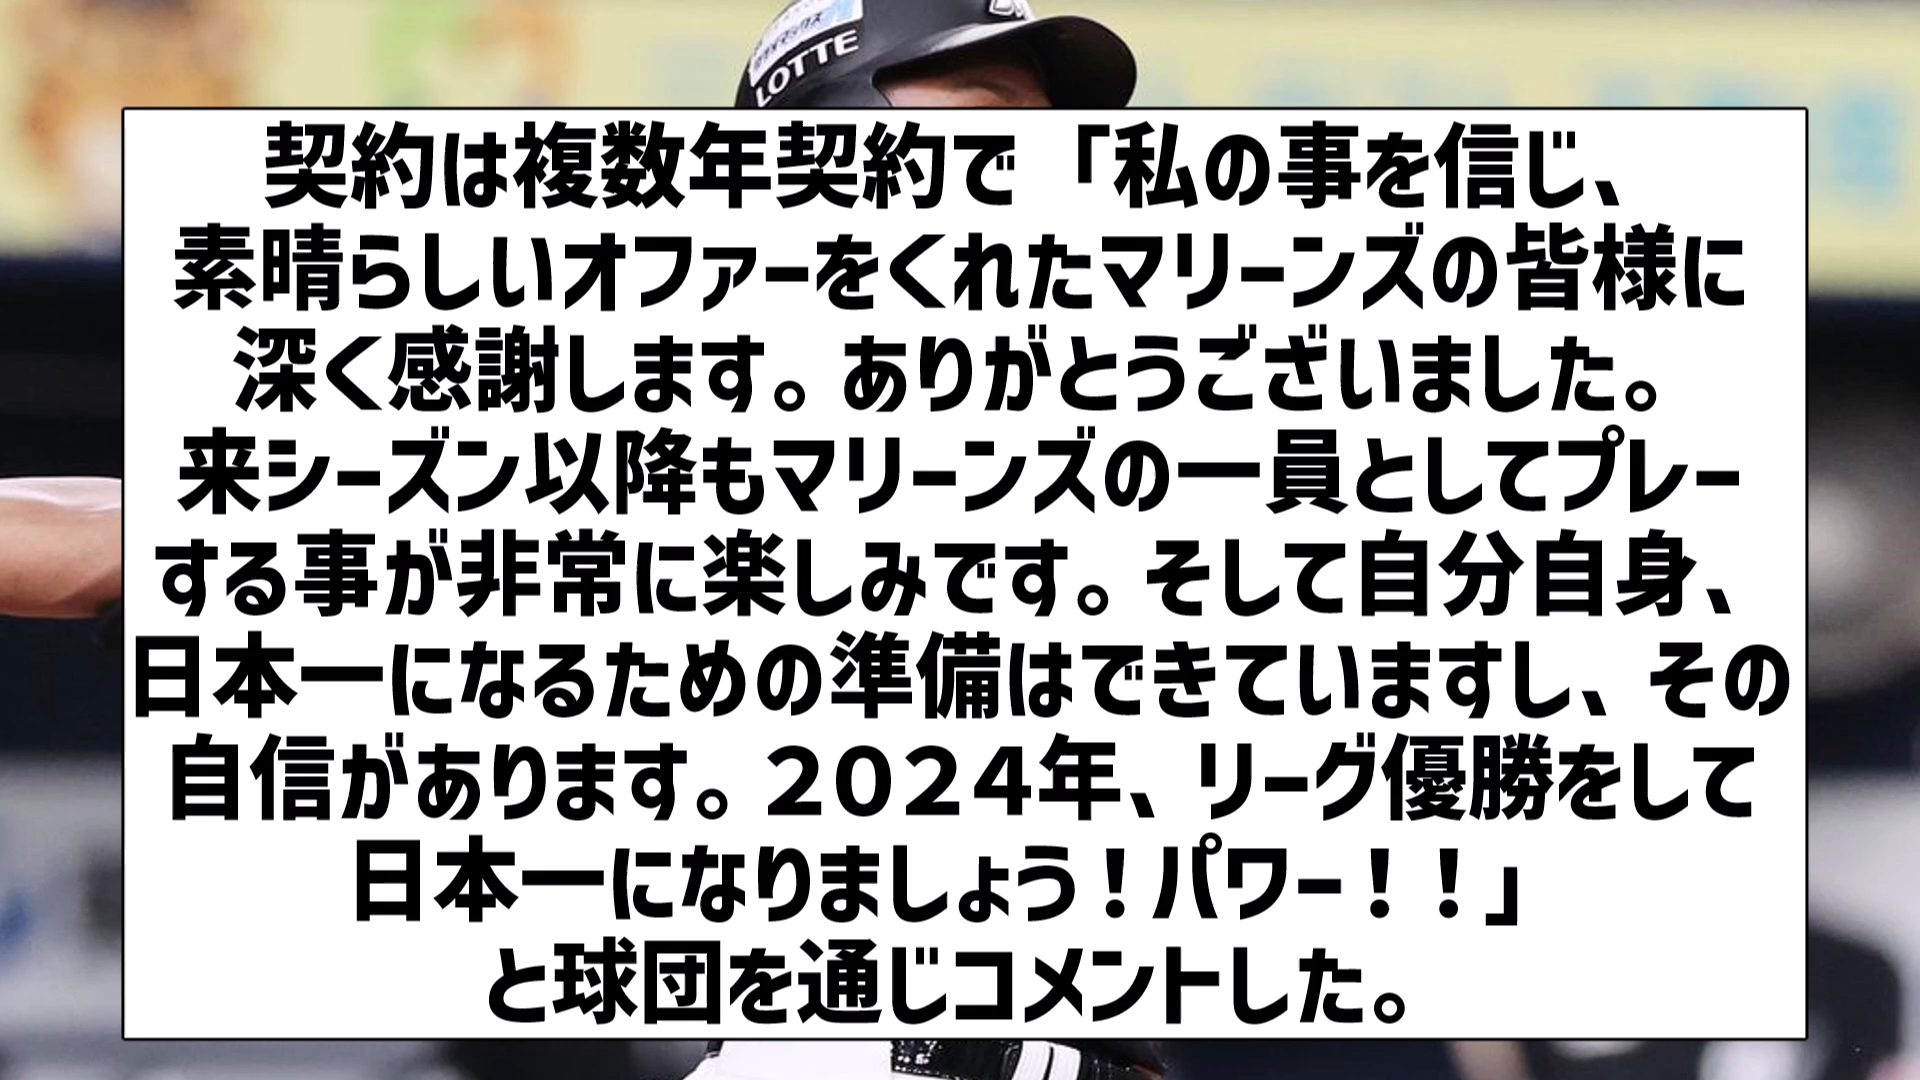 LOTTE
契約は複数年契約で「私の事を信じ、
素晴らしいオファーをくれたマリーンズの皆様に
深く感謝します。ありがとうございました。
来シーズン以降もマリーンズの一員としてプレー
する事が非常に楽しみです。そして自分自身、
日本一になるための準備はできていますし、その
自信があります。２０２４年、リーグ優勝をして
日本一になりましょう！パワー！！」
と球団を通じコメントした。